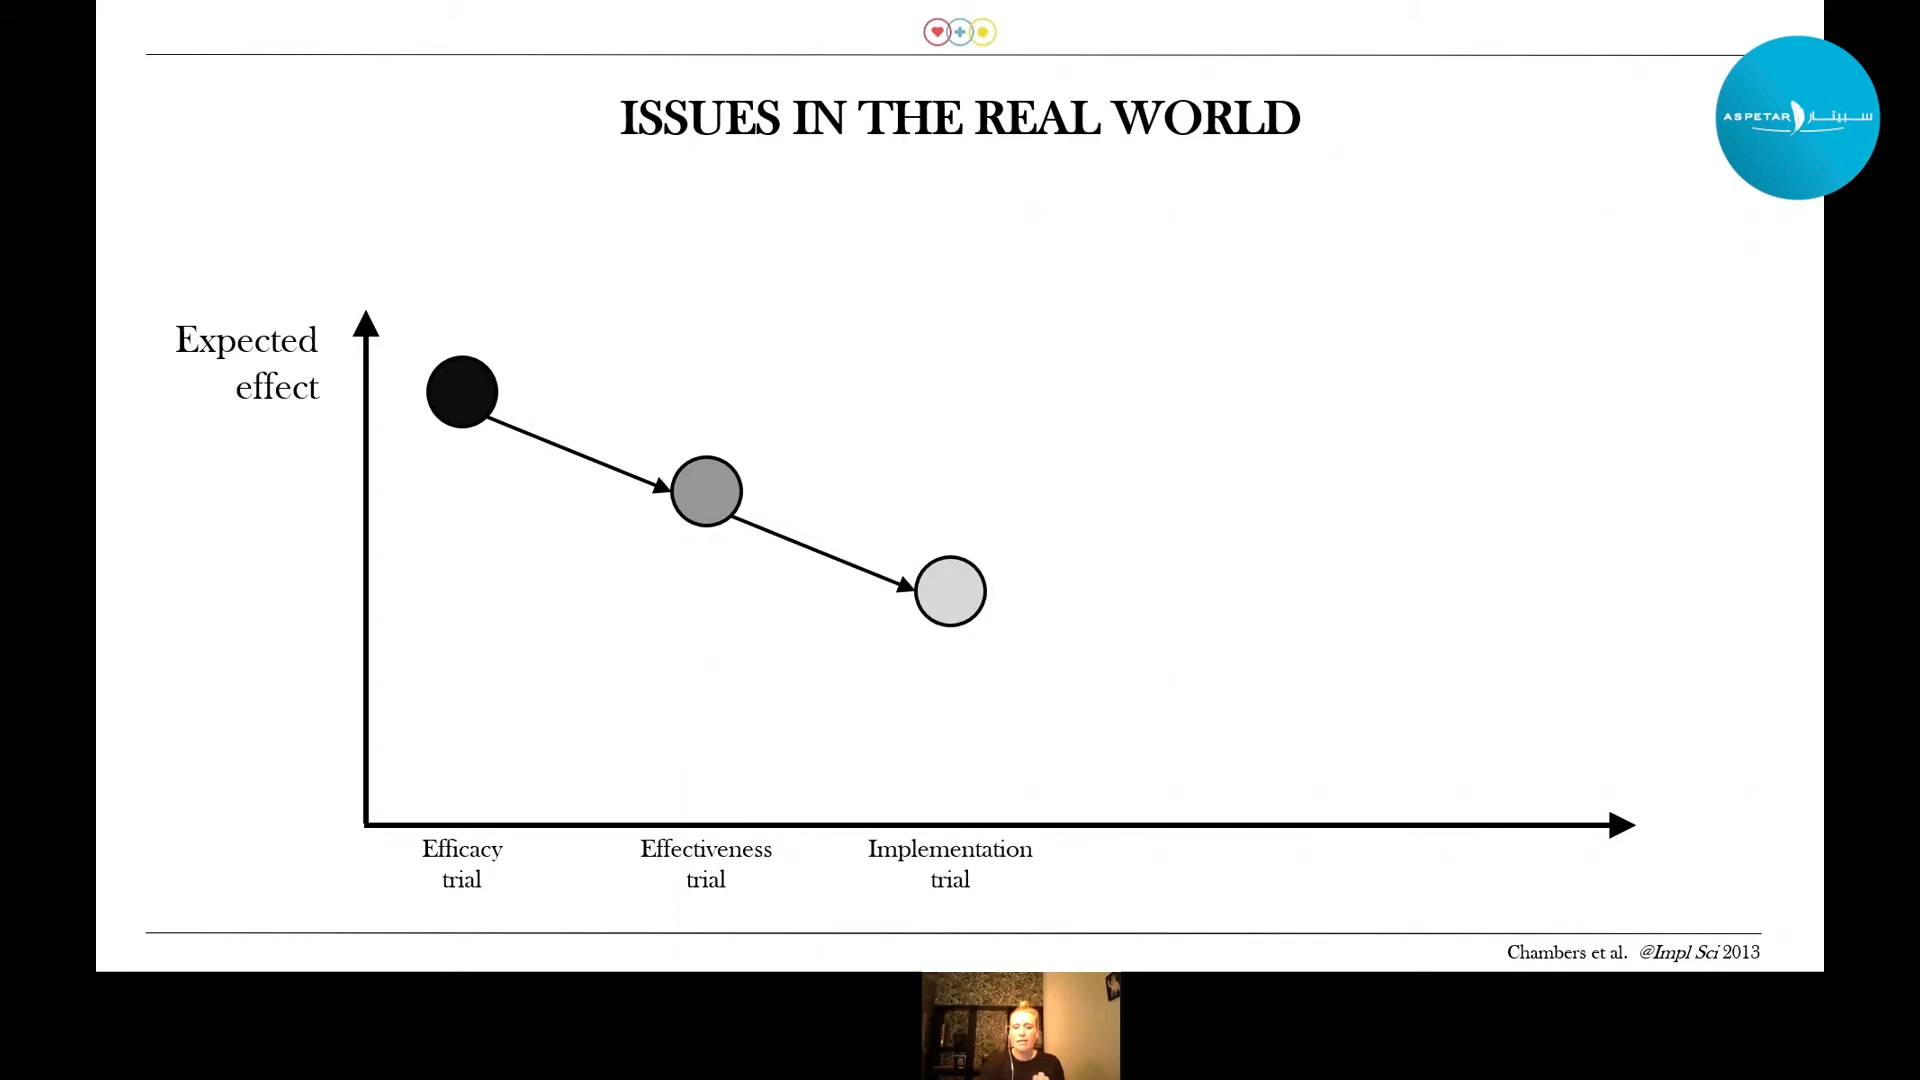 ISSUES IN THE REAL WORLD
ASPETAR سبيتار
Expected
effect
Efficacy
trial
Effectiveness
trial
Implementation
trial
Chambers et al. @Impl Sci 2013